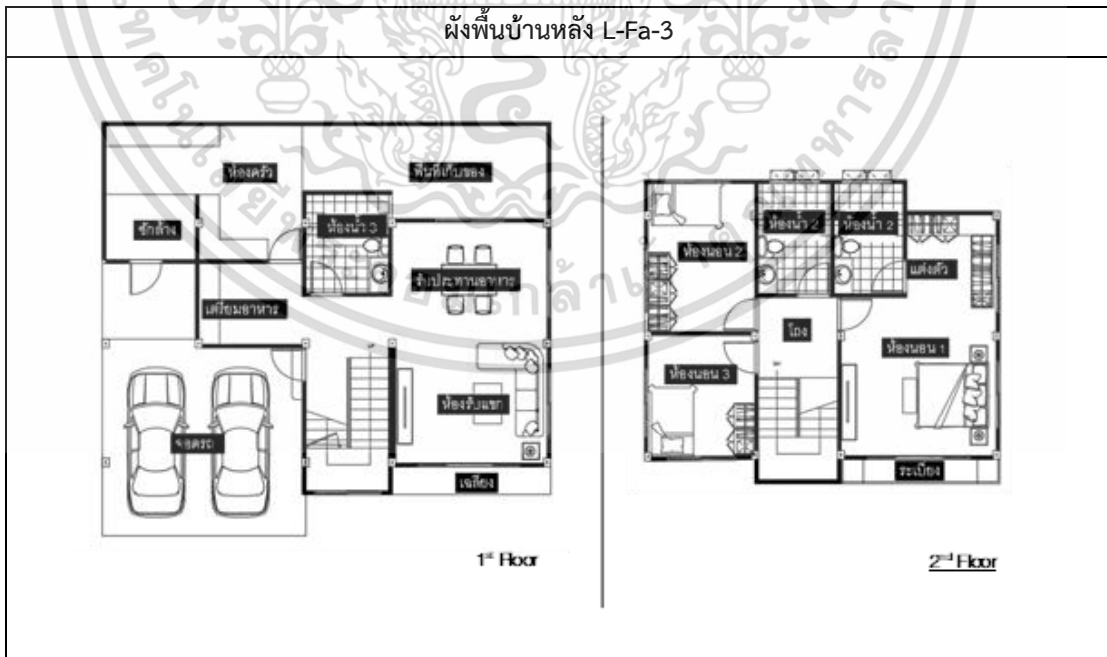 ผังพื้นบ้านหลัง L-Fa-3
ห้องครัว
พื้นที่เก็บของ
ซักล้าง
ห้องน้ำ 3
รับประทานอาหาร
เตรียมอาหาร
ห้องรับแขก
จอดรถ
เฉลียง
1st Floor
ห้องน้ำ 2
ห้องน้ำ 2
ห้องนอน 2
แต่งตัว
โถง
ห้องนอน 1
ห้องนอน 3
ระเบียง
2nd Floor